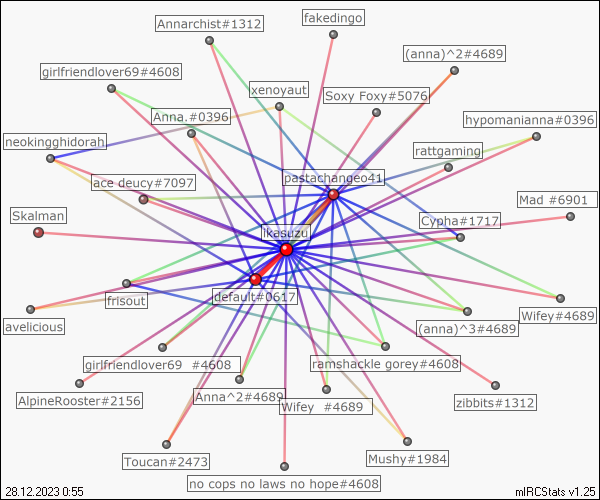 Annarchist#1312
fakedingo
(anna)^2#4689
girlfriendlover69#4608
xenoyaut
Soxy Foxy#5076
Anna.#0396
hypomanianna#0396
neokingghidorah
rattgaming
pastachangeo41
ace deucy#7097
Mad #6901
Skalman
Cypha#1717
ikasuzu
frisout
default#0617
Wifey#4689
avelicious
(anna)^3#4689
girlfriendlover69 #4608
ramshackle gorey#4608
AlpineRooster#2156
Anna^2#4689
Wifey #4689
zibbits#1312
Toucan#2473
Mushy#1984
no cops no laws no hope#4608
28.12.2023 0:55
mIRCStats v1.25